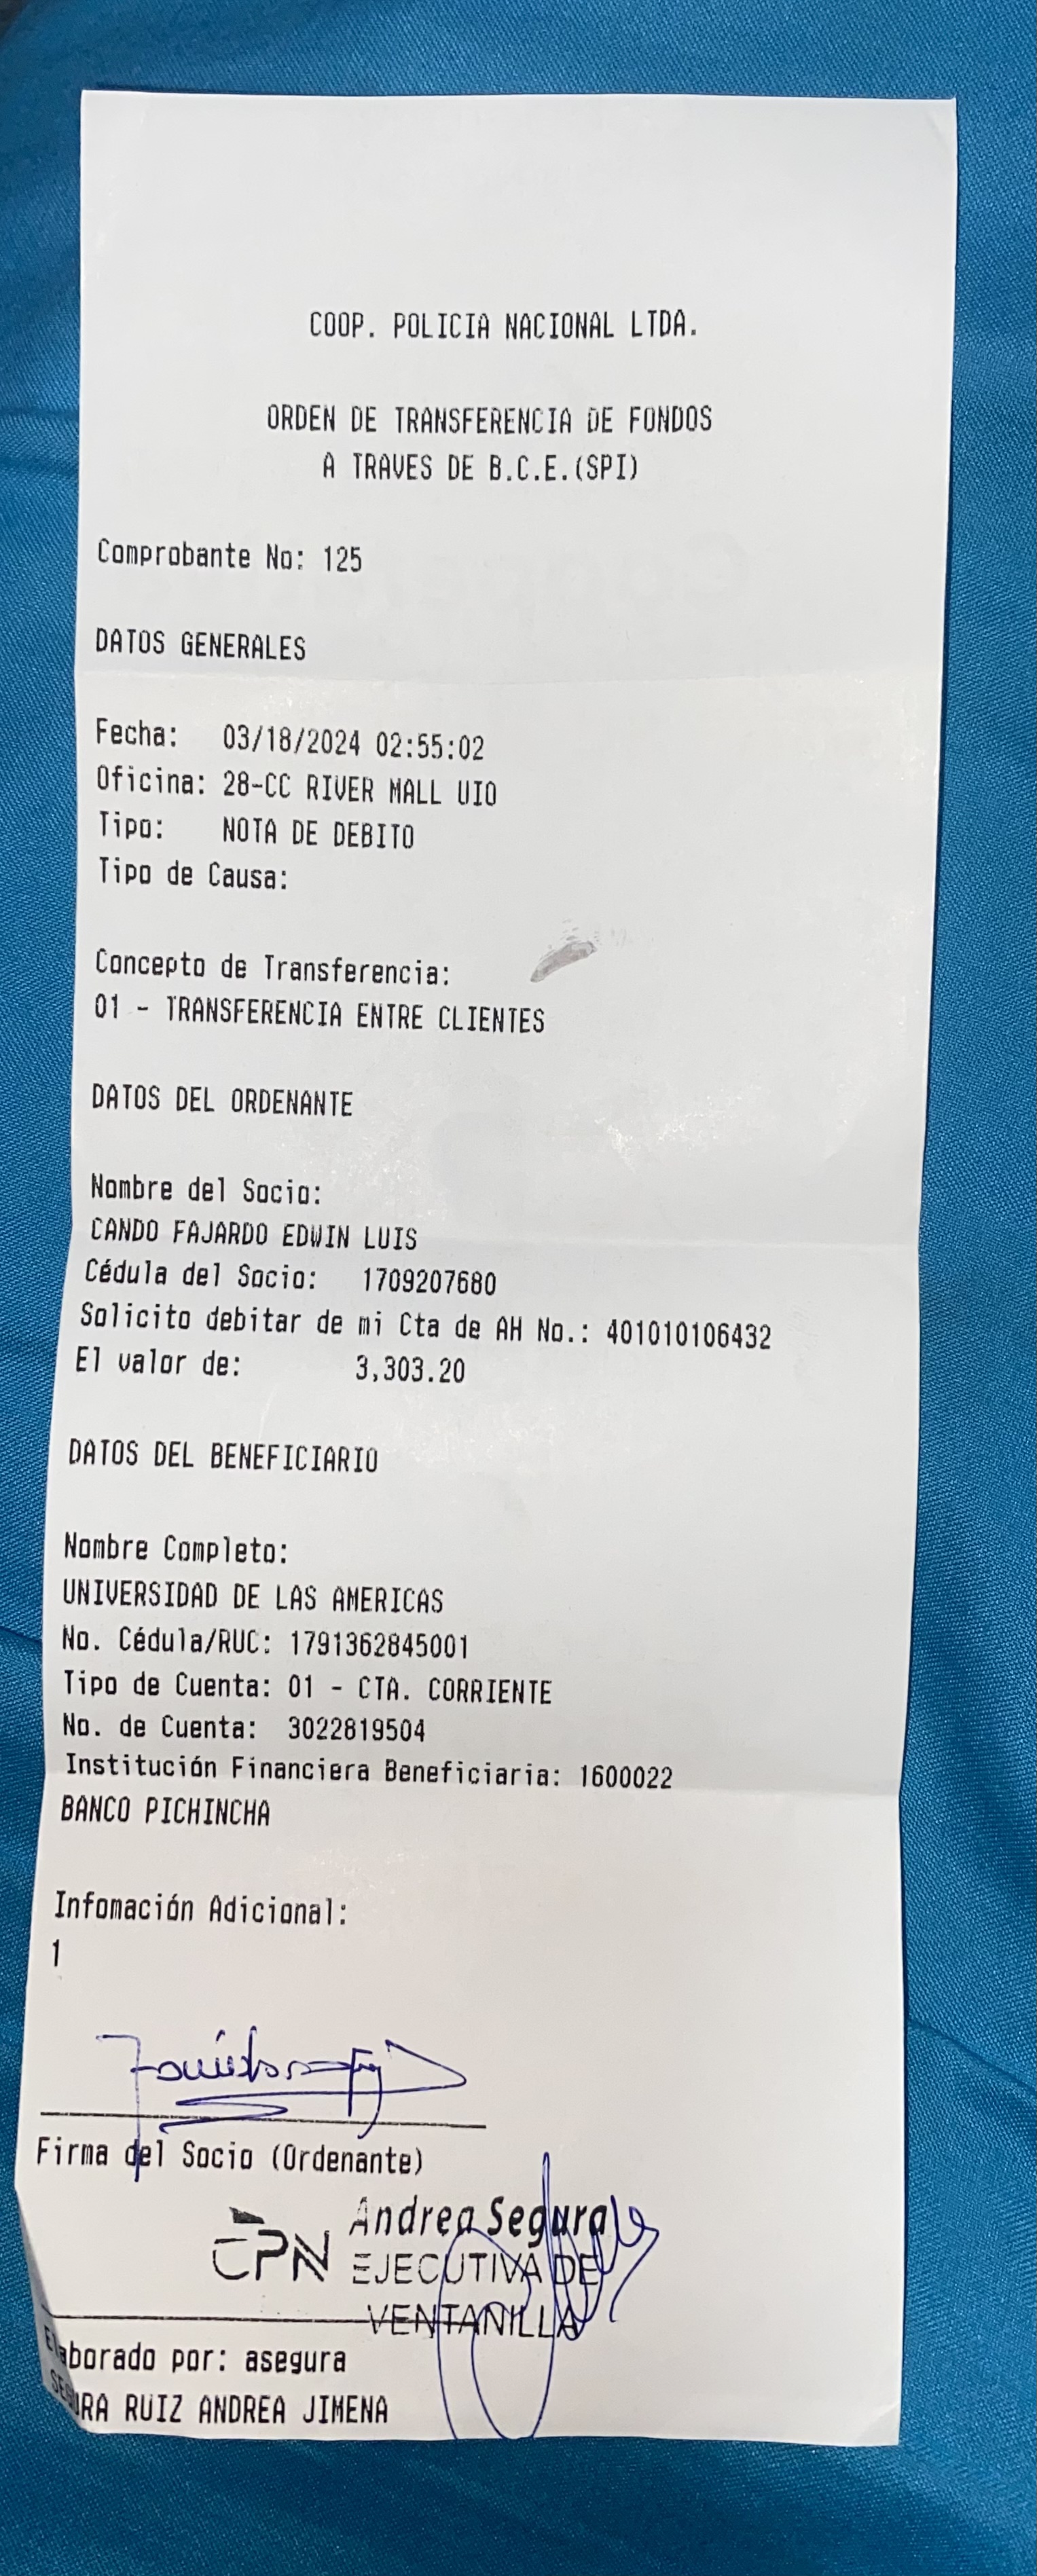 COOP. POLICIA NACIONAL LTDA.
ORDEN DE TRANSFERENCIA DE FONDOS
A TRAVES DE B.C.E.(SPI)
Comprobante No: 125
DATOS GENERALES
Fecha: 03/18/2024 02:55:02
Oficina: 28-CC RIVER MALL UIO
Tipo: NOTA DE DEBITO
Tipo de Causa:
Concepto de Transferencia:
01 - TRANSFERENCIA ENTRE CLIENTES
DATOS DEL ORDENANTE
Nombre del Socio:
CANDO FAJARDO EDWIN LUIS
Cédula del Socio: 1709207680
Solicito debitar de mi Cta de AH No.: 401010106432
El valor de: 3,303.20
DATOS DEL BENEFICIARIO
Nombre Completo:
UNIVERSIDAD DE LAS AMERICAS
No. Cédula/RUC: 1791362845001
Tipo de Cuenta: 01 - CTA. CORRIENTE
No. de Cuenta: 3022819504
Institución Financiera Beneficiaria: 1600022
BANCO PICHINCHA
Infomación Adicional:
1
Firma del Socio (Ordenante)
CPN Andrea Segura
EJECUTIVA DE
VENTANILLA
Elaborado por: asegura
SEGURA RUIZ ANDREA JIMENA